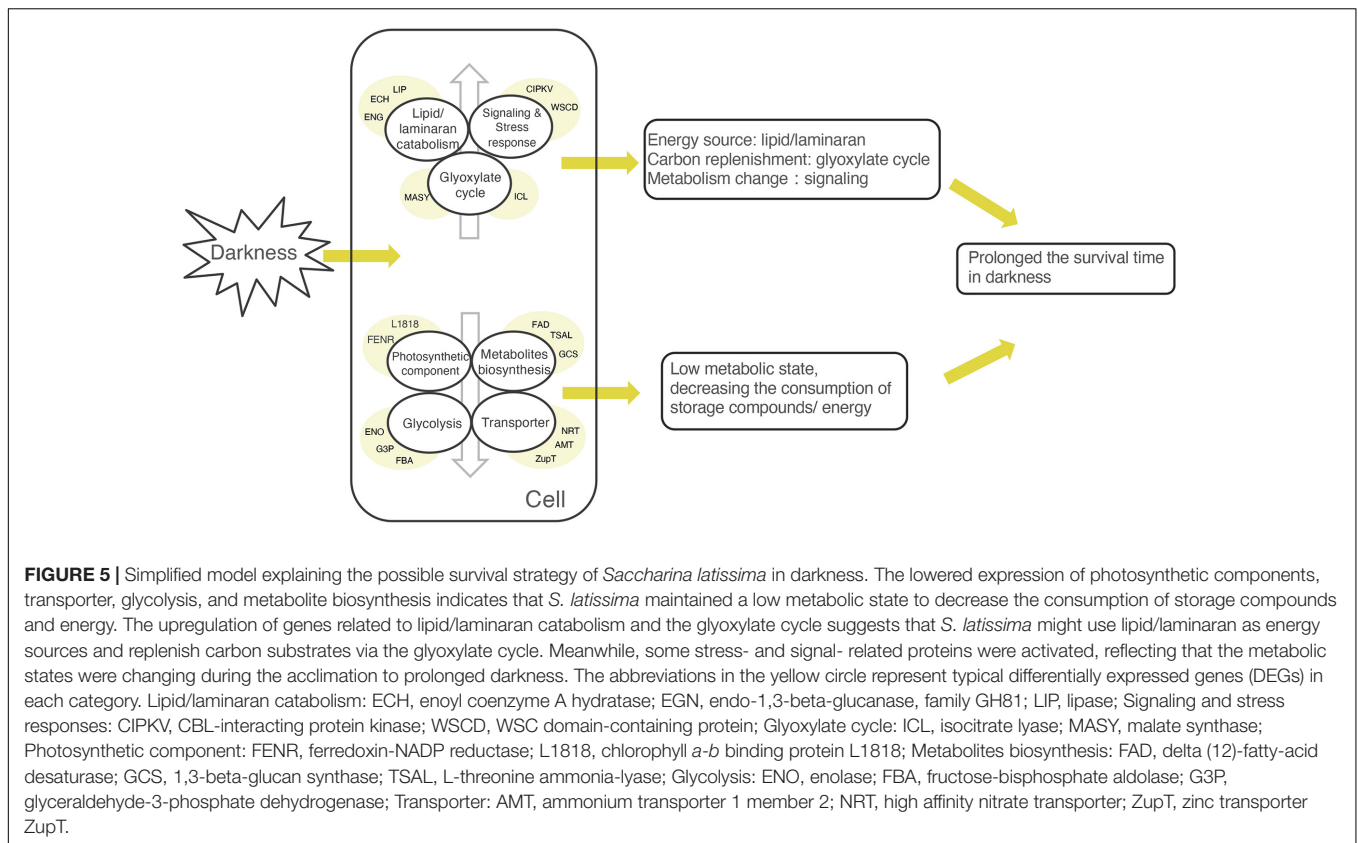 LIP
ECH
ENG
Lipid/
laminaran
catabolism
CIPKV
WSCD
Signaling &
Stress
response
Glyoxylate
cycle
MASY
ICL
Energy source: lipid/laminaran
Carbon replenishment: glyoxylate cycle
Metabolism change : signaling
Darkness
Prolonged the survival time
in darkness
L1818
FENR
Photosynthetic
component
FAD
TSAL
GCS
Metabolites
biosynthesis
Low metabolic state,
decreasing the consumption of
storage compounds/ energy
ENO
G3P
FBA
Glycolysis
Transporter
NRT
AMT
ZupT
Cell
FIGURE 5 | Simplified model explaining the possible survival strategy of Saccharina latissima in darkness. The lowered expression of photosynthetic components,
transporter, glycolysis, and metabolite biosynthesis indicates that S. latissima maintained a low metabolic state to decrease the consumption of storage compounds
and energy. The upregulation of genes related to lipid/laminaran catabolism and the glyoxylate cycle suggests that S. latissima might use lipid/laminaran as energy
sources and replenish carbon substrates via the glyoxylate cycle. Meanwhile, some stress- and signal- related proteins were activated, reflecting that the metabolic
states were changing during the acclimation to prolonged darkness. The abbreviations in the yellow circle represent typical differentially expressed genes (DEGs) in
each category. Lipid/laminaran catabolism: ECH, enoyl coenzyme A hydratase; EGN, endo-1,3-beta-glucanase, family GH81; LIP, lipase; Signaling and stress
responses: CIPKV, CBL-interacting protein kinase; WSCD, WSC domain-containing protein; Glyoxylate cycle: ICL, isocitrate lyase; MASY, malate synthase;
Photosynthetic component: FENR, ferredoxin-NADP reductase; L1818, chlorophyll a-b binding protein L1818; Metabolites biosynthesis: FAD, delta (12)-fatty-acid
desaturase; GCS, 1,3-beta-glucan synthase; TSAL, L-threonine ammonia-lyase; Glycolysis: ENO, enolase; FBA, fructose-bisphosphate aldolase; G3P,
glyceraldehyde-3-phosphate dehydrogenase; Transporter: AMT, ammonium transporter 1 member 2; NRT, high affinity nitrate transporter; ZupT, zinc transporter
ZupT.